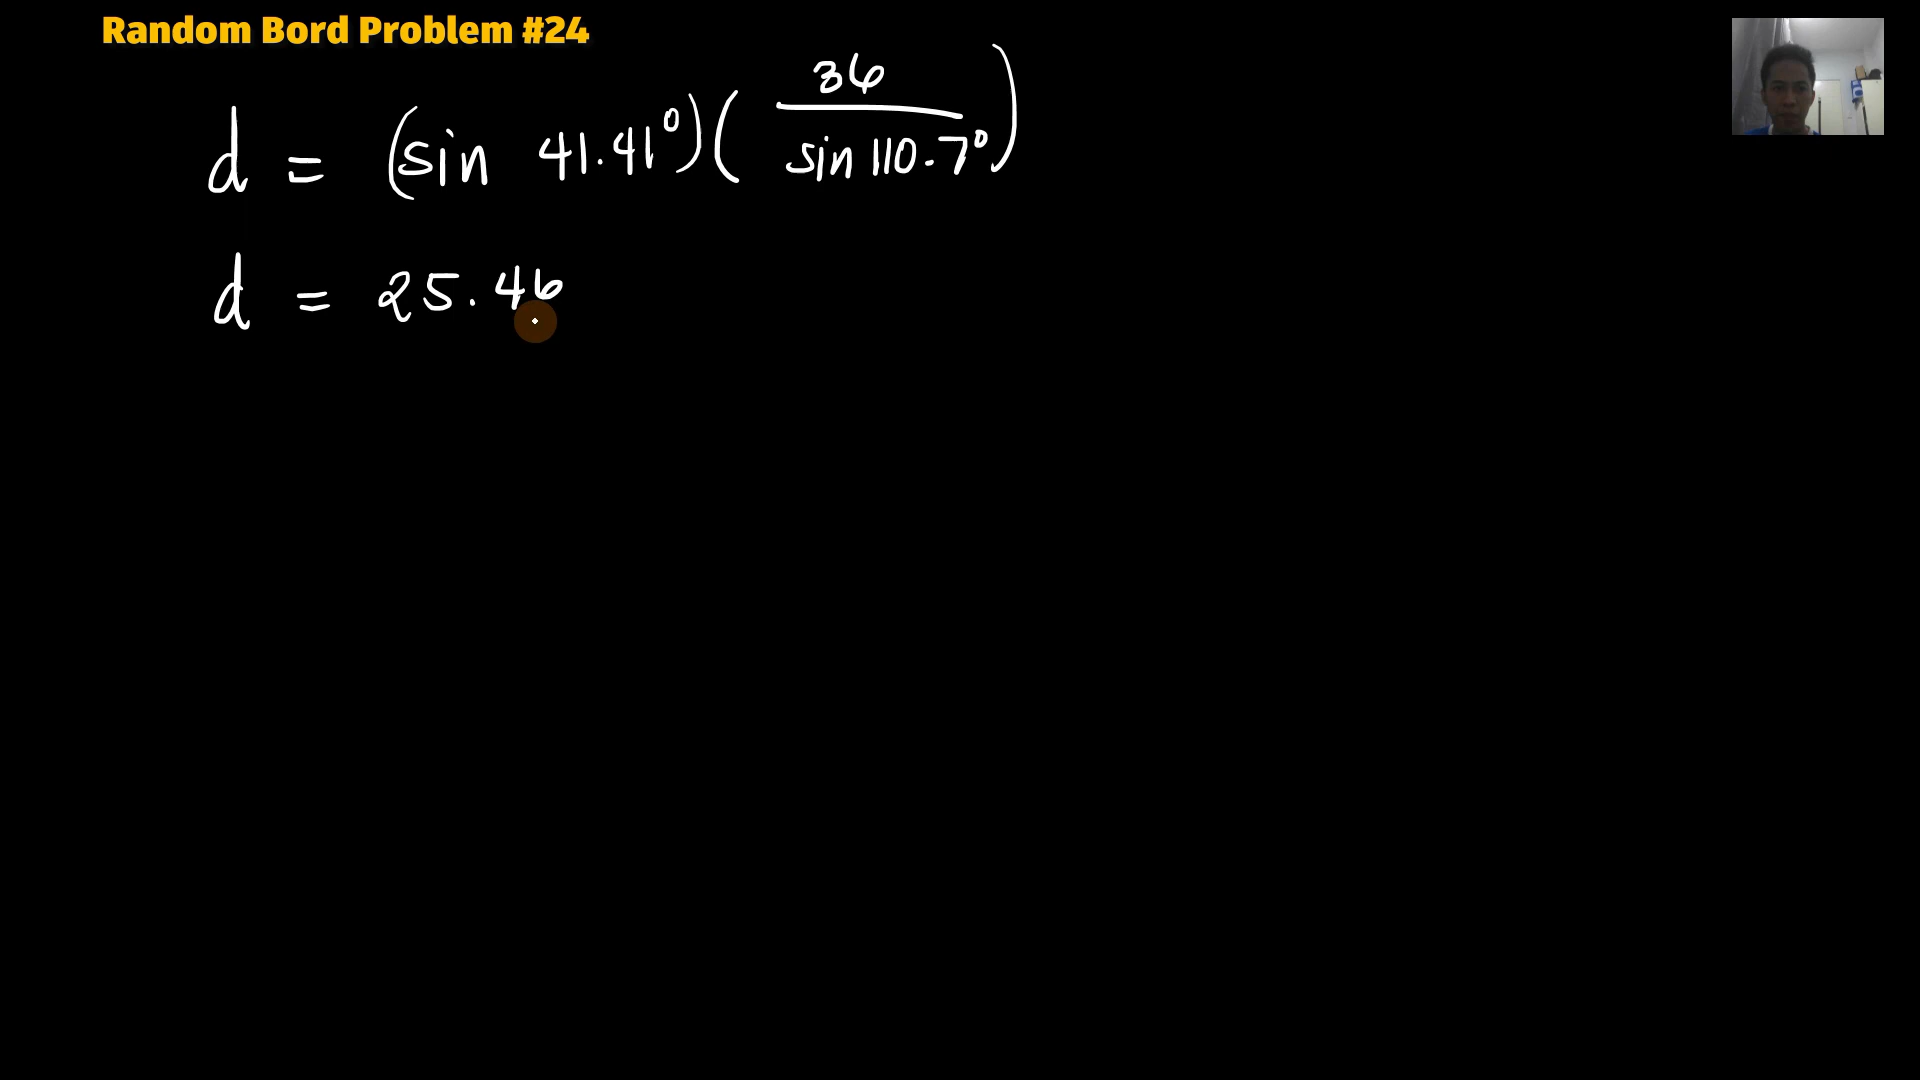 Random Bord Problem #24
d = (sin 41.41°)(36/sin 110.7°)
d = 25.46